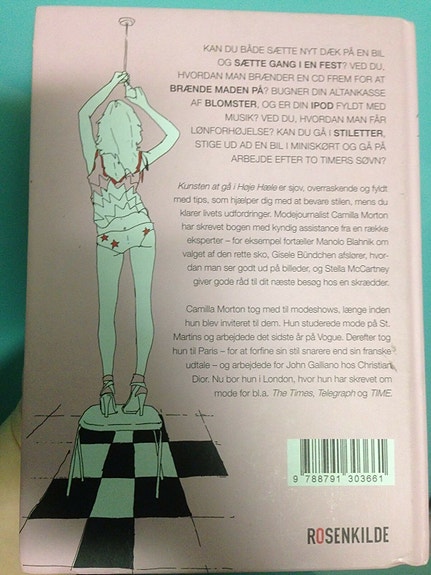 KAN DU BÅDE SÆTTE NYT DÆK PÅ EN BIL
OG SÆTTE GANG I EN FEST? VED DU,
HVORDAN MAN BRÆNDER EN CD FREM FOR AT
BRÆNDE MADEN PÅ? BUGNER DIN ALTANKASSE
AF BLOMSTER, OG ER DIN IPOD FYLDT MED
MUSIK? VED DU, HVORDAN MAN FÅR
LØNFORHØJELSE? KAN DU GÅ I STILETTER,
STIGE UD AD EN BIL I MINISKØRT OG GÅ PÅ
ARBEJDE EFTER TO TIMERS SØVN?
Kunsten at gå i Høje Hæle er sjov, overraskende og fyldt
med tips, som hjælper dig med at bevare stilen, mens du
klarer livets udfordringer. Modejournalist Camilla Morton
har skrevet bogen med kyndig assistance fra en række
eksperter – for eksempel fortæller Manolo Blahnik om
valget af den rette sko, Gisele Bündchen afslører, hvor-
dan man ser godt ud på billeder, og Stella McCartney
giver gode råd til dit næste besøg hos en skrædder.
Camilla Morton tog med til modeshows, længe inden
hun blev inviteret til dem. Hun studerede mode på St.
Martins og arbejdede det sidste år på Vogue. Derefter tog
hun til Paris – for at forfine sin stil snarere end sin franske
udtale – og arbejdede for John Galliano hos Christian
Dior. Nu bor hun i London, hvor hun har skrevet om
mode for bl.a. The Times, Telegraph og TIME.
9 788791 303661
ROSENKILDE